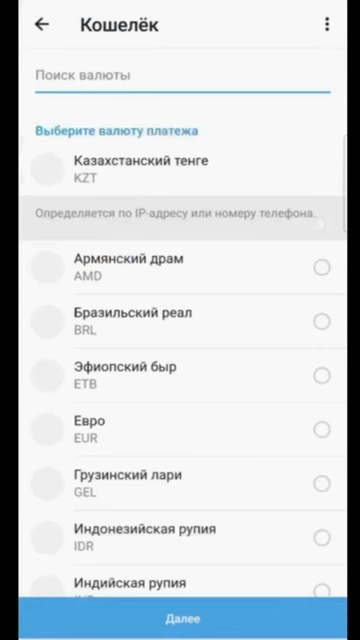 Кошелёк
Поиск валюты
Выберите валюту платежа
Казахстанский тенге
KZT
Определяется по IP-адресу или номеру телефона.
Армянский драм
AMD
Бразильский реал
BRL
Эфиопский быр
ETB
Евро
EUR
Грузинский лари
GEL
Индонезийская рупия
IDR
Индийская рупия
Далее